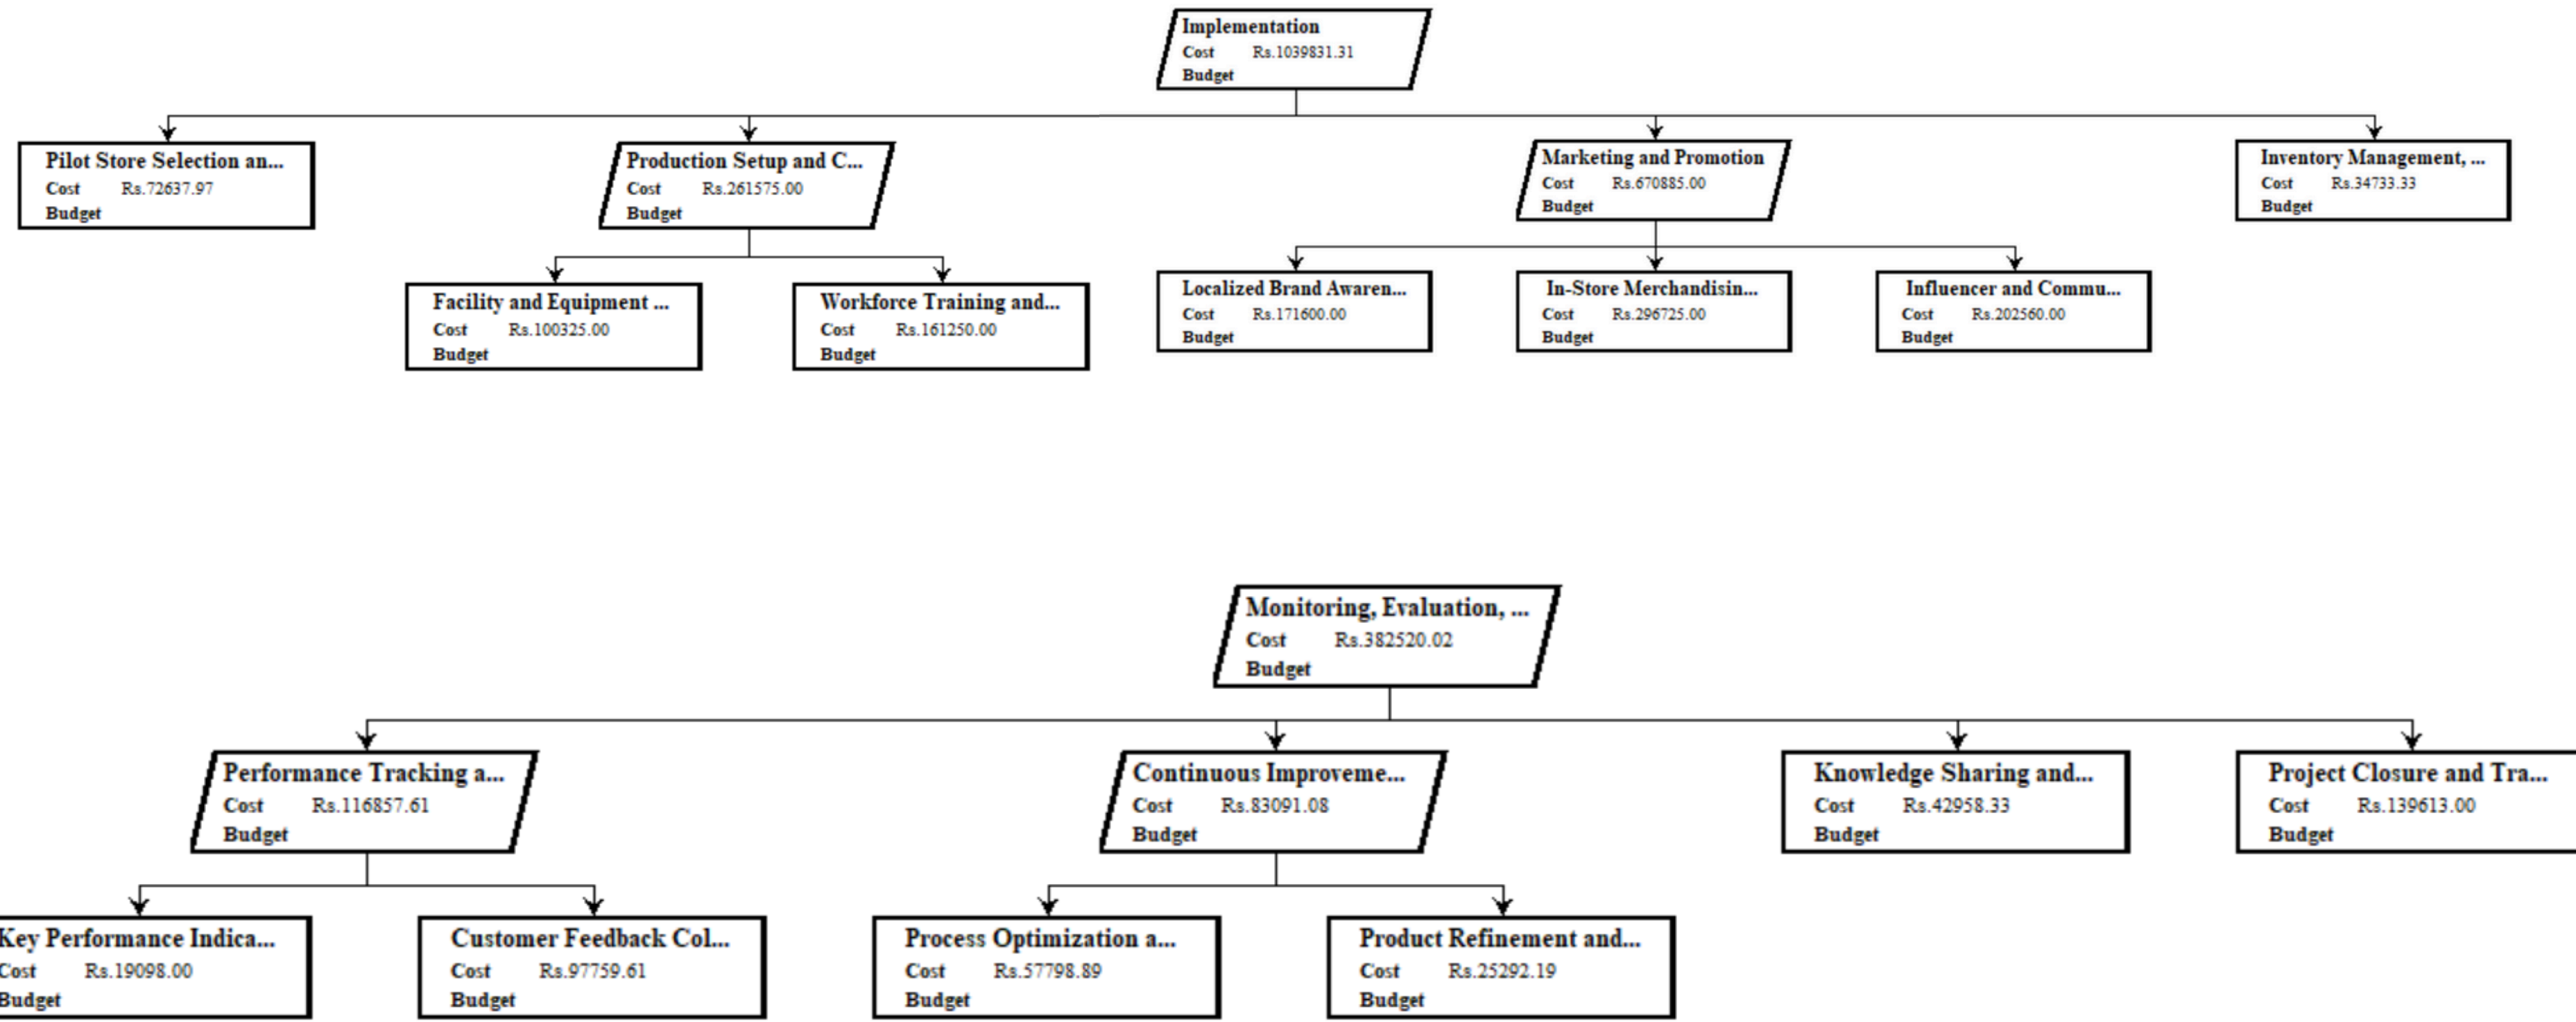 Implementation
Cost Rs.1039831.31
Budget
Pilot Store Selection an...
Cost Rs.72637.97
Budget
Production Setup and C...
Cost Rs.261575.00
Budget
Marketing and Promotion
Cost Rs.670885.00
Budget
Inventory Management, ...
Cost Rs.34733.33
Budget
Facility and Equipment ...
Cost Rs.100325.00
Budget
Workforce Training and...
Cost Rs.161250.00
Budget
Localized Brand Awaren...
Cost Rs.171600.00
Budget
In-Store Merchandisin...
Cost Rs.296725.00
Budget
Influencer and Commu...
Cost Rs.202560.00
Budget
Monitoring, Evaluation, ...
Cost Rs.382520.02
Budget
Performance Tracking a...
Cost Rs.116857.61
Budget
Continuous Improveme...
Cost Rs.83091.08
Budget
Knowledge Sharing and...
Cost Rs.42958.33
Budget
Project Closure and Tra...
Cost Rs.139613.00
Budget
Key Performance Indica...
Cost Rs.19098.00
Budget
Customer Feedback Col...
Cost Rs.97759.61
Budget
Process Optimization a...
Cost Rs.57798.89
Budget
Product Refinement and...
Cost Rs.25292.19
Budget